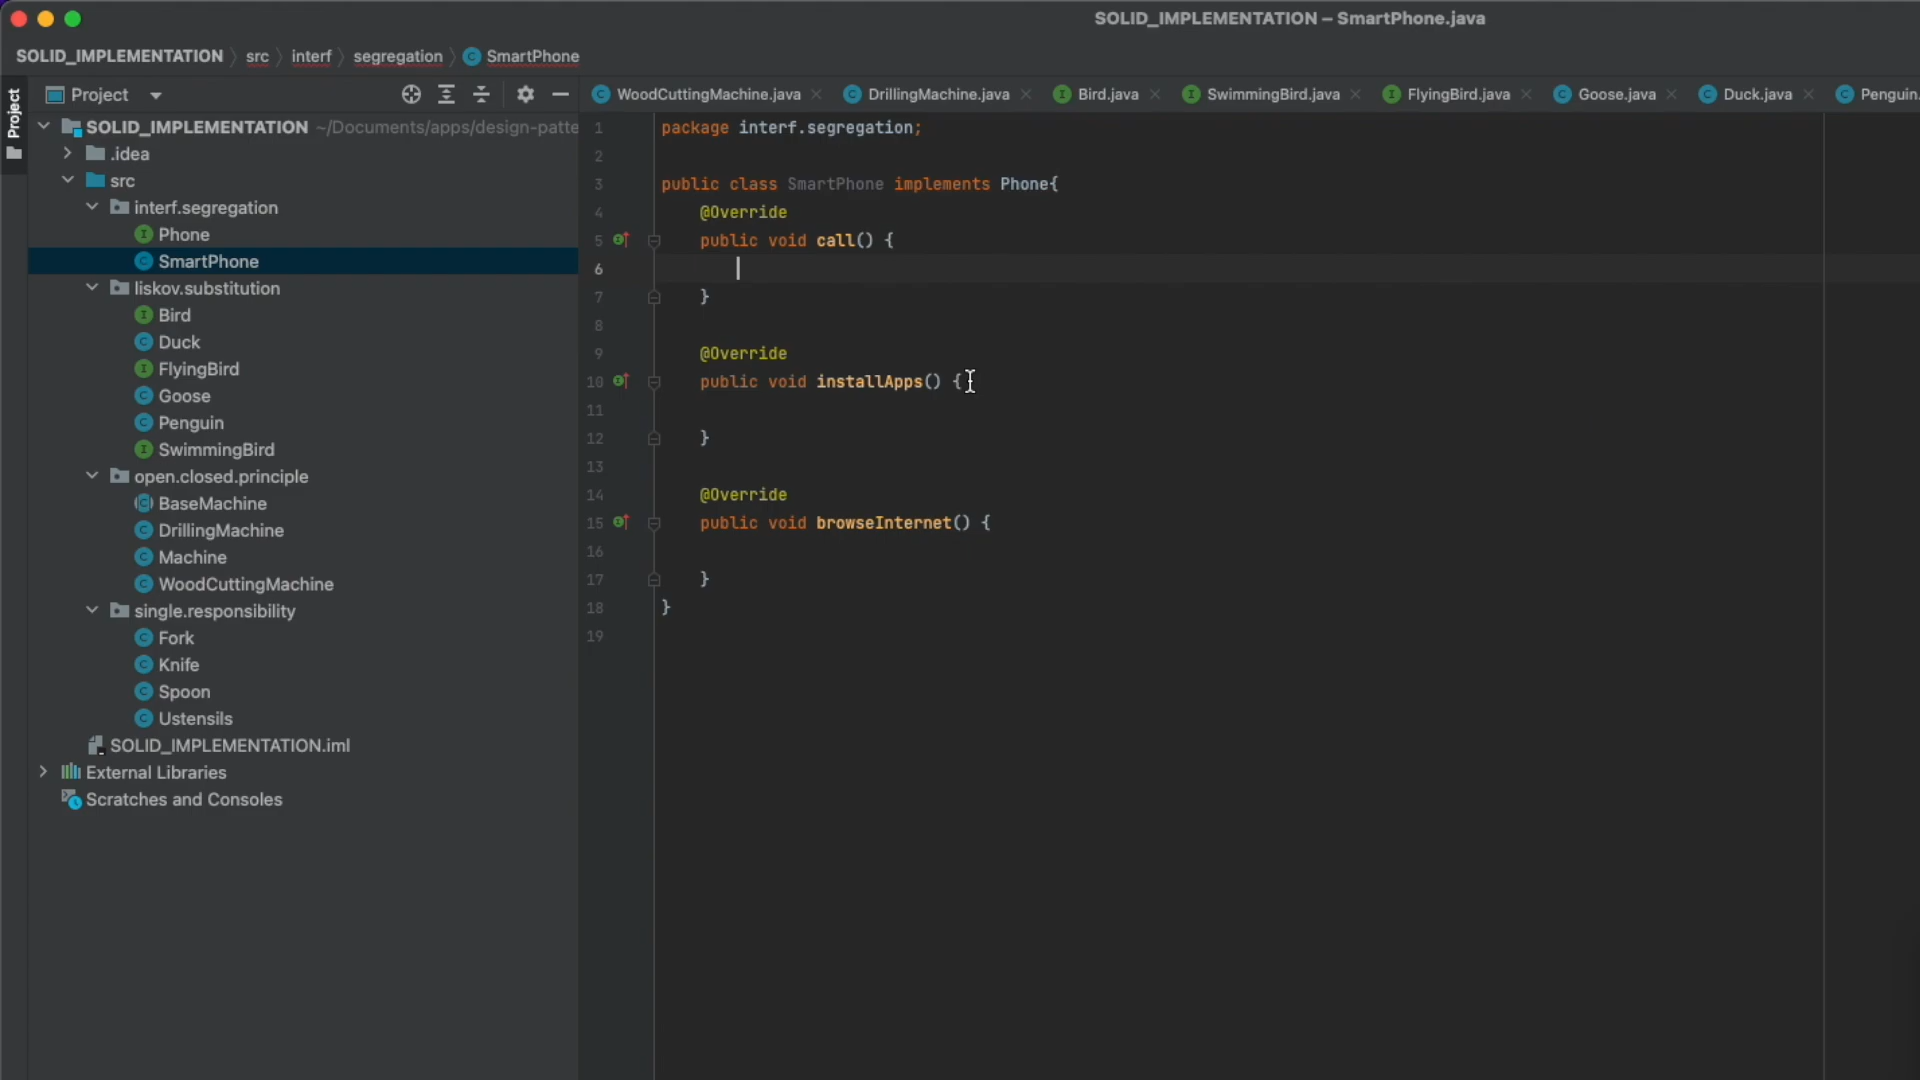 SOLID_IMPLEMENTATION – SmartPhone.java
SOLID_IMPLEMENTATION src interf segregation SmartPhone
Project
Project
WoodCuttingMachine.java DrillingMachine.java Bird.java SwimmingBird.java FlyingBird.java Goose.java Duck.java Penguin.
SOLID_IMPLEMENTATION ~/Documents/apps/design-patte
.idea
src
interf.segregation
Phone
SmartPhone
liskov.substitution
Bird
Duck
FlyingBird
Goose
Penguin
SwimmingBird
open.closed.principle
BaseMachine
DrillingMachine
Machine
WoodCuttingMachine
single.responsibility
Fork
Knife
Spoon
Ustensils
SOLID_IMPLEMENTATION.iml
External Libraries
Scratches and Consoles
1 package interf.segregation;
2
3 public class SmartPhone implements Phone{
4 @Override
5 public void call() {
6
7 }
8
9 @Override
10 public void installApps() {
11
12 }
13
14 @Override
15 public void browseInternet() {
16
17 }
18 }
19